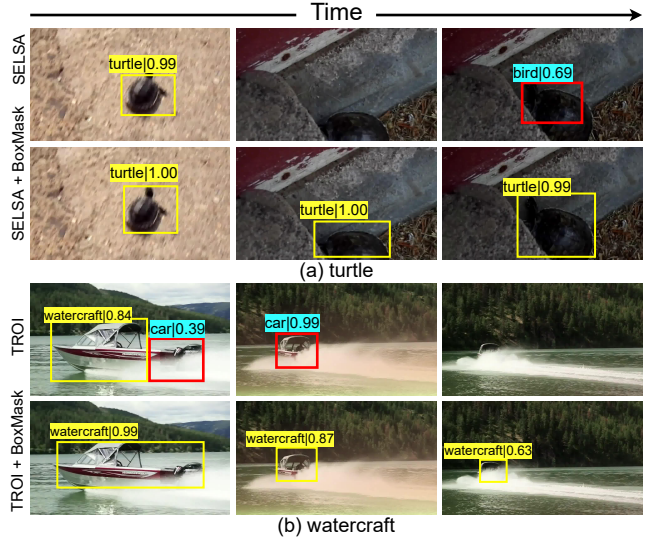 Time
SELSA
turtle|0.99
bird|0.69
SELSA + BoxMask
turtle|1.00
turtle|1.00
turtle|0.99
(a) turtle
TROI
watercraft|0.84
car|0.39
car|0.99
TROI + BoxMask
watercraft|0.99
watercraft|0.87
watercraft|0.63
(b) watercraft